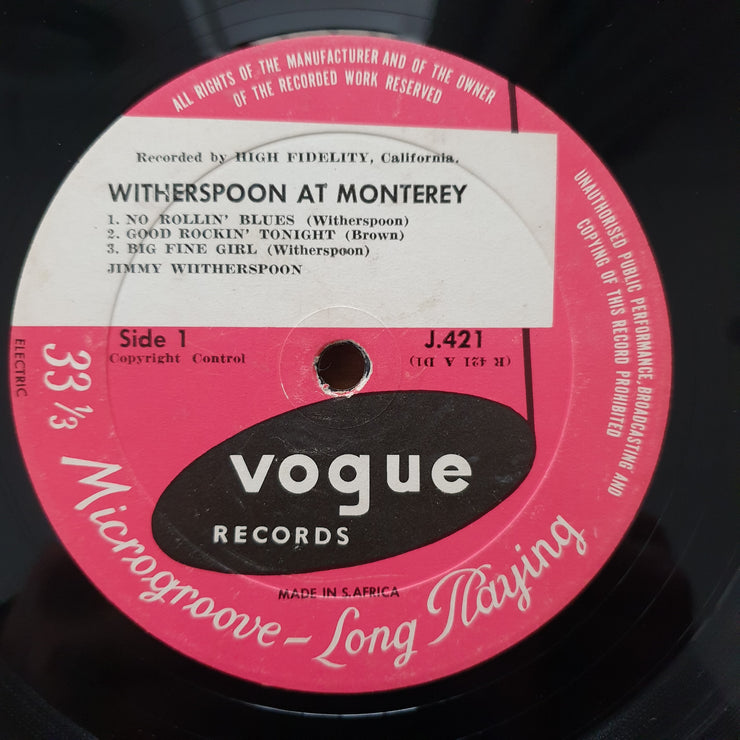 ALL RIGHTS OF THE MANUFACTURER AND OF THE OWNER
OF THE RECORDED WORK RESERVED
Recorded by HIGH FIDELITY, California.
WITHERSPOON AT MONTEREY
1. NO ROLLIN' BLUES (Witherspoon)
2. GOOD ROCKIN' TONIGHT (Brown)
3. BIG FINE GIRL (Witherspoon)
JIMMY WIITHERSPOON
Side 1
J.421
Copyright Control
(R 421 A D1)
UNAUTHORISED PUBLIC PERFORMANCE, BROADCASTING AND
COPYING OF THIS RECORD PROHIBITED
ELECTRIC
33 1/3
vogue
RECORDS
MADE IN S.AFRICA
Microgroove - Long Playing